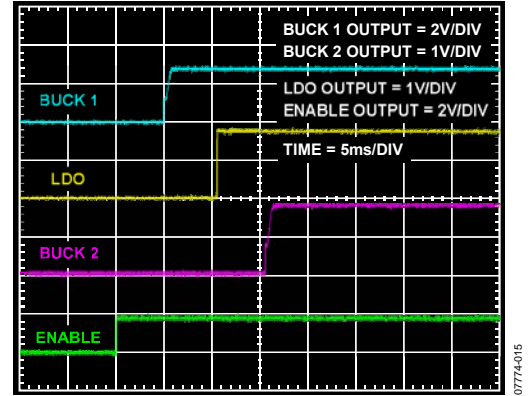 BUCK 1 OUTPUT = 2V/DIV
BUCK 2 OUTPUT = 1V/DIV
LDO OUTPUT = 1V/DIV
ENABLE OUTPUT = 2V/DIV
TIME = 5ms/DIV
BUCK 1
LDO
BUCK 2
ENABLE
07774-015